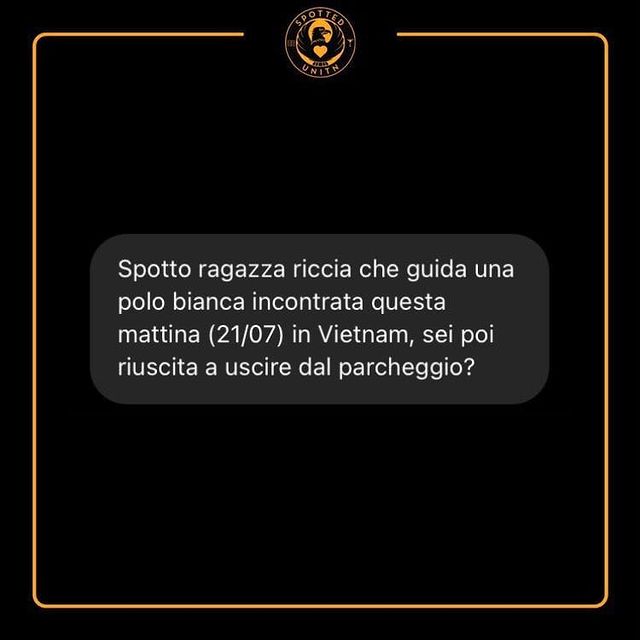 SPOTTED
UNITN
Spotto ragazza riccia che guida una
polo bianca incontrata questa
mattina (21/07) in Vietnam, sei poi
riuscita a uscire dal parcheggio?